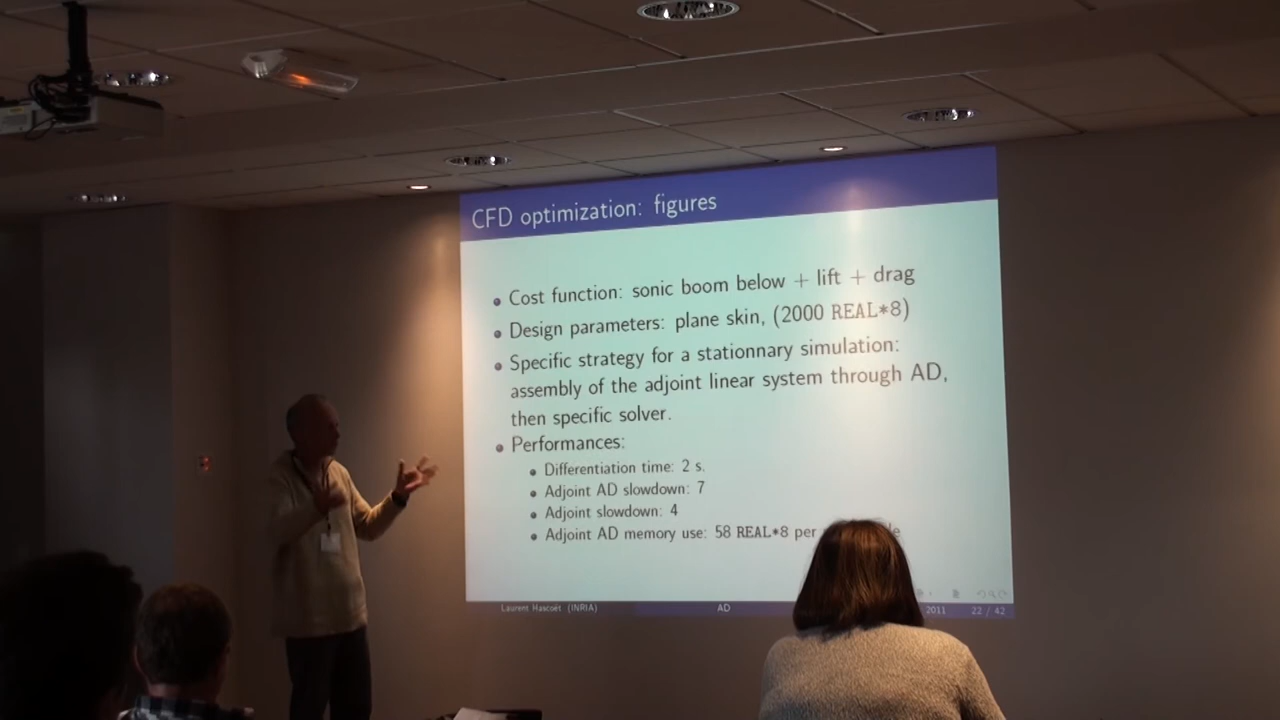 CFD optimization: figures
Cost function: sonic boom below + lift + drag
Design parameters: plane skin, (2000 REAL*8)
Specific strategy for a stationnary simulation:
assembly of the adjoint linear system through AD,
then specific solver.
Performances:
Differentiation time: 2 s.
Adjoint AD slowdown: 7
Adjoint slowdown: 4
Adjoint AD memory use: 58 REAL*8 per
Laurent Hascoët (INRIA) AD 2011 22 / 42